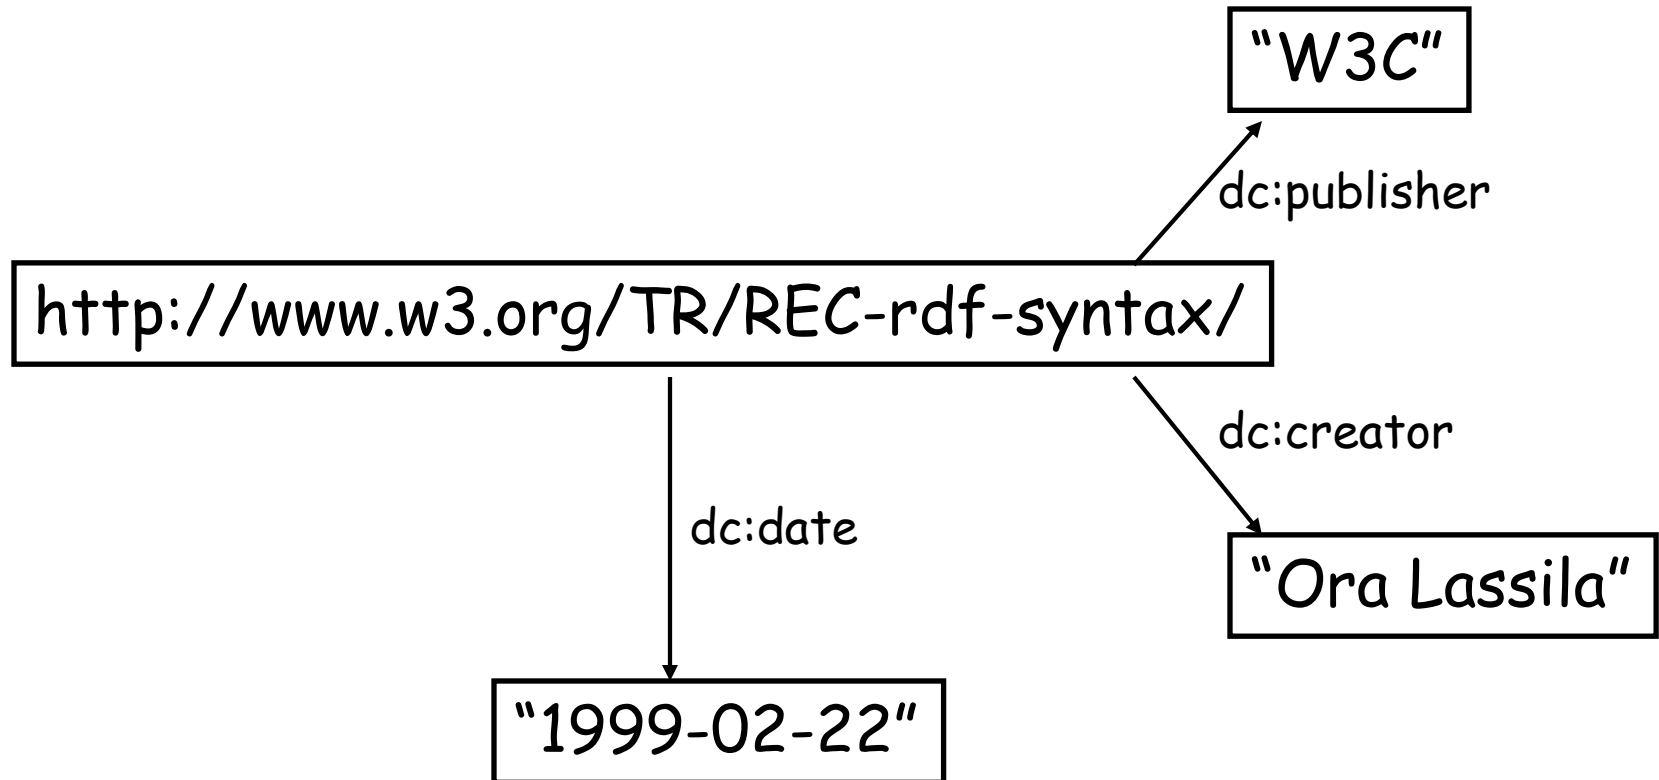 “W3C”
dc:publisher
http://www.w3.org/TR/REC-rdf-syntax/
dc:creator
dc:date
“Ora Lassila”
“1999-02-22”